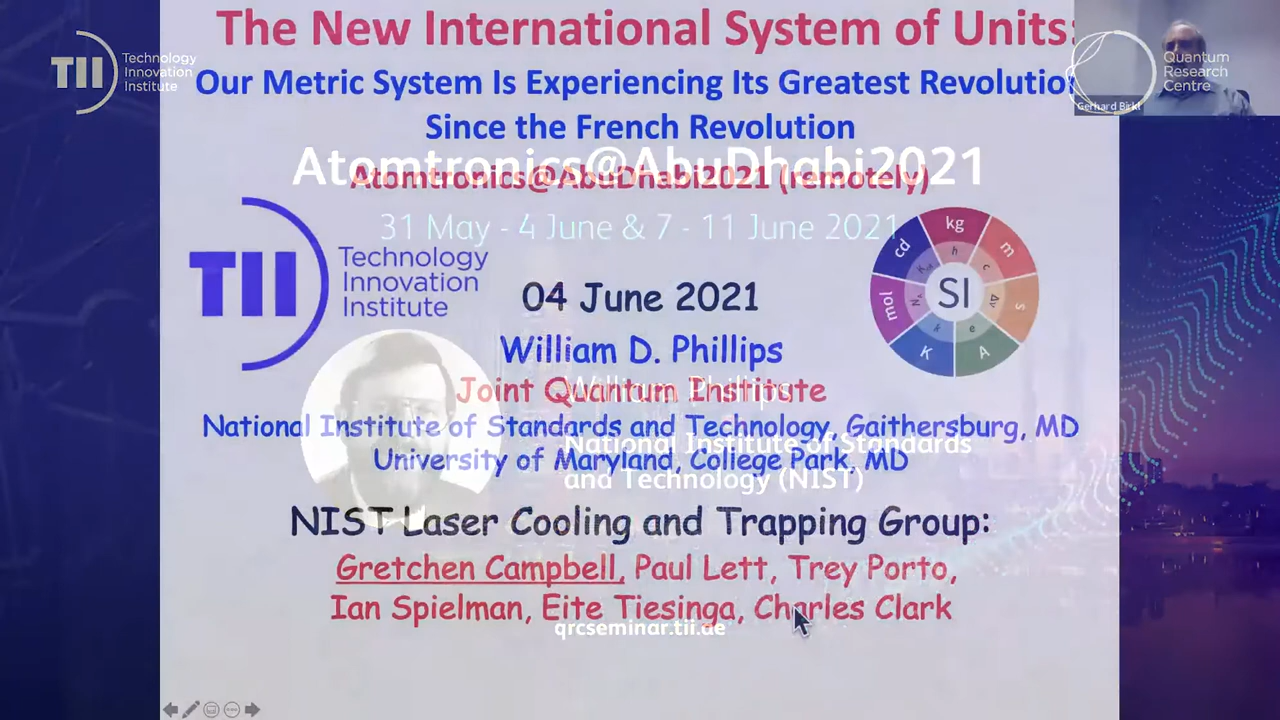 The New International System of Units:
Our Metric System Is Experiencing Its Greatest Revolution
Since the French Revolution
TII Technology
Innovation
Institute
Quantum
Research
Centre
Gerhard Birkl
Atomtronics@AbuDhabi2021
Atomtronics@AbuDhabi2021 (remotely)
31 May - 4 June & 7 - 11 June 2021
TII Technology
Innovation
Institute
04 June 2021
kg
m
s
A
K
mol
cd
h
c
Δν
e
k
SI
William D. Phillips
Joint Quantum Institute
William Phillips
National Institute of Standards and Technology, Gaithersburg, MD
National Institute of Standards
University of Maryland, College Park, MD
and Technology (NIST)
NIST Laser Cooling and Trapping Group:
Gretchen Campbell, Paul Lett, Trey Porto,
Ian Spielman, Eite Tiesinga, Charles Clark
qrcseminar.tii.ae